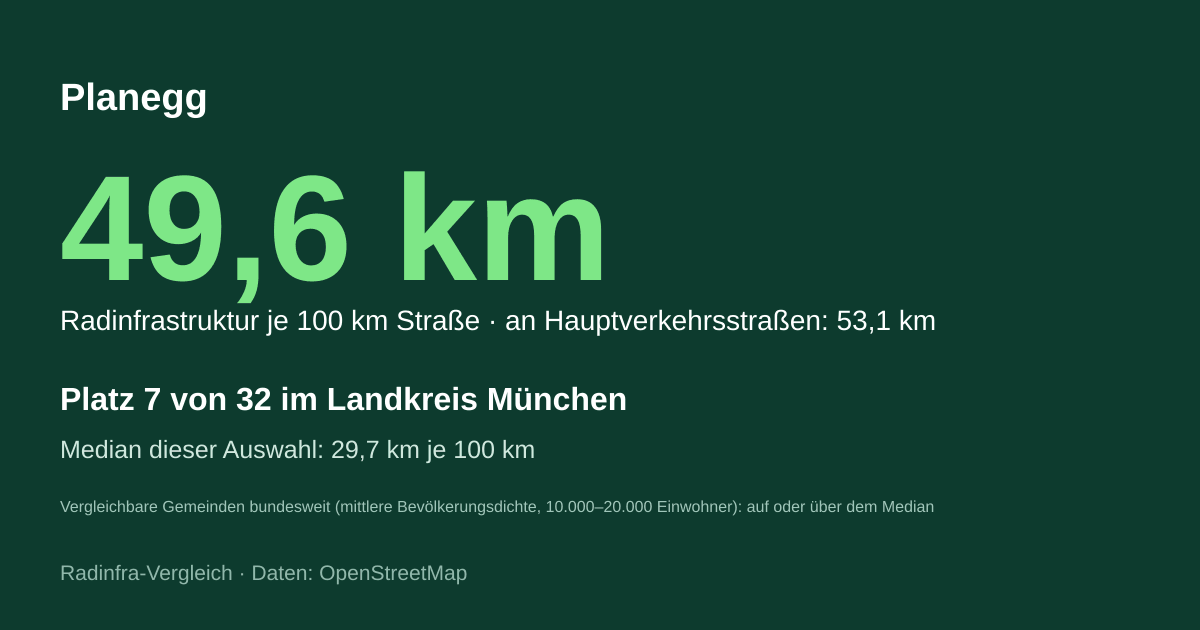 Planegg
49,6 km
Radinfrastruktur je 100 km Straße · an Hauptverkehrsstraßen: 53,1 km
Platz 7 von 32 im Landkreis München
Median dieser Auswahl: 29,7 km je 100 km
Vergleichbare Gemeinden bundesweit (mittlere Bevölkerungsdichte, 10.000–20.000 Einwohner): auf oder über dem Median
Radinfra-Vergleich · Daten: OpenStreetMap